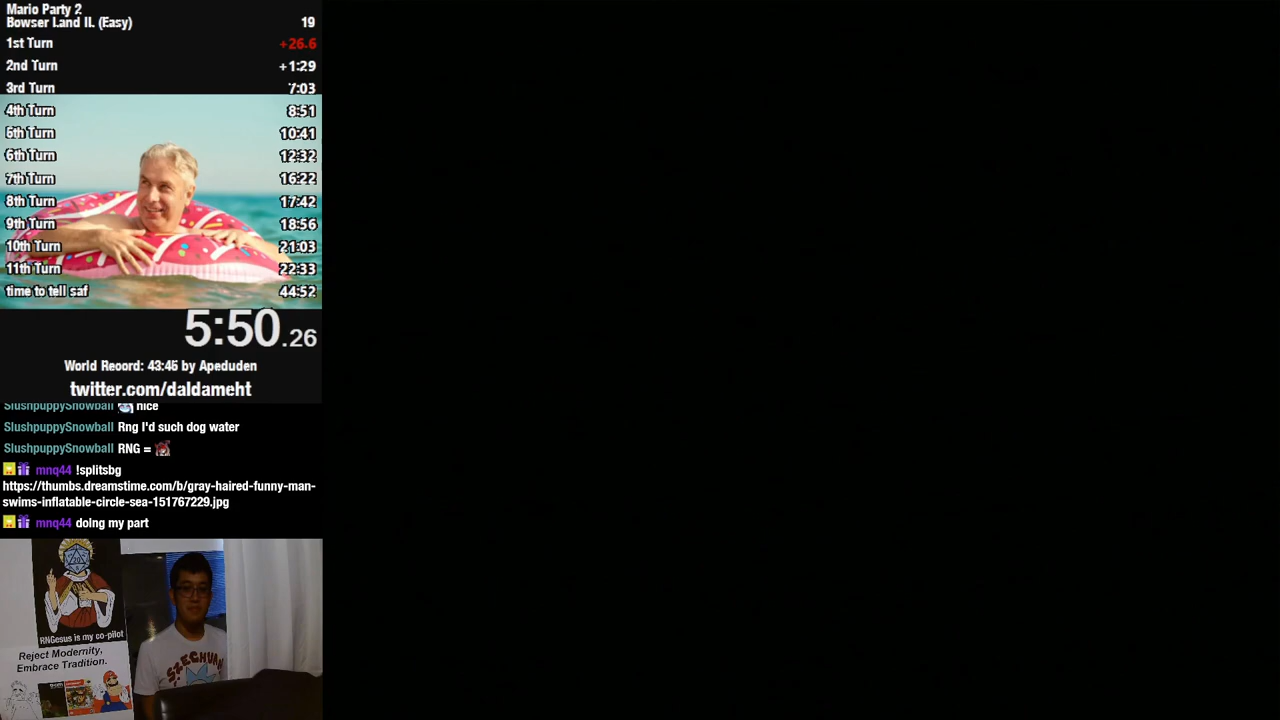 Mario Party 2
Bowser Land IL (Easy) 19
1st Turn +26.6
2nd Turn +1:29
3rd Turn 7:03
4th Turn 8:51
5th Turn 10:41
6th Turn 12:32
7th Turn 16:22
8th Turn 17:42
9th Turn 18:56
10th Turn 21:03
11th Turn 22:33
time to tell saf 44:52
5:50.26
World Record: 43:45 by Apeduden
twitter.com/daldameht
SlushpuppySnowball nice
SlushpuppySnowball Rng I'd such dog water
SlushpuppySnowball RNG =
mnq44 !splitsbg
https://thumbs.dreamstime.com/b/gray-haired-funny-man-
swims-inflatable-circle-sea-151767229.jpg
mnq44 doing my part
RNGesus is my co-pilot
Reject Modernity,
Embrace Tradition.
SZECHUAN